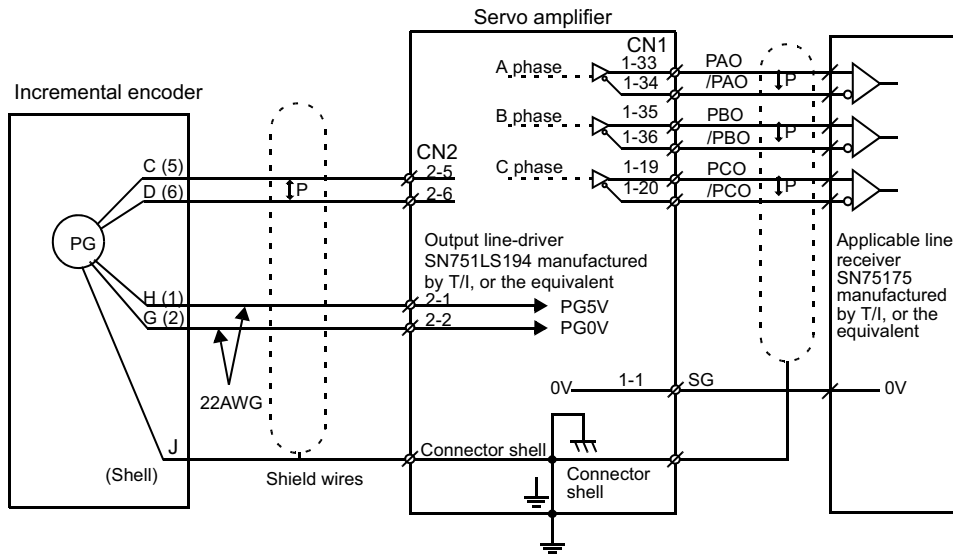 Servo amplifier
Incremental encoder
CN1
A phase
1-33
PAO
1-34
/PAO
P
B phase
1-35
PBO
1-36
/PBO
P
C phase
1-19
PCO
1-20
/PCO
P
C (5)
D (6)
P
CN2
2-5
2-6
PG
Output line-driver
SN751LS194 manufactured
by T/I, or the equivalent
Applicable line
receiver
SN75175
manufactured
by T/I, or the
equivalent
H (1)
G (2)
2-1
PG5V
2-2
PG0V
22AWG
0V
1-1
SG
0V
J
(Shell)
Shield wires
Connector shell
Connector
shell